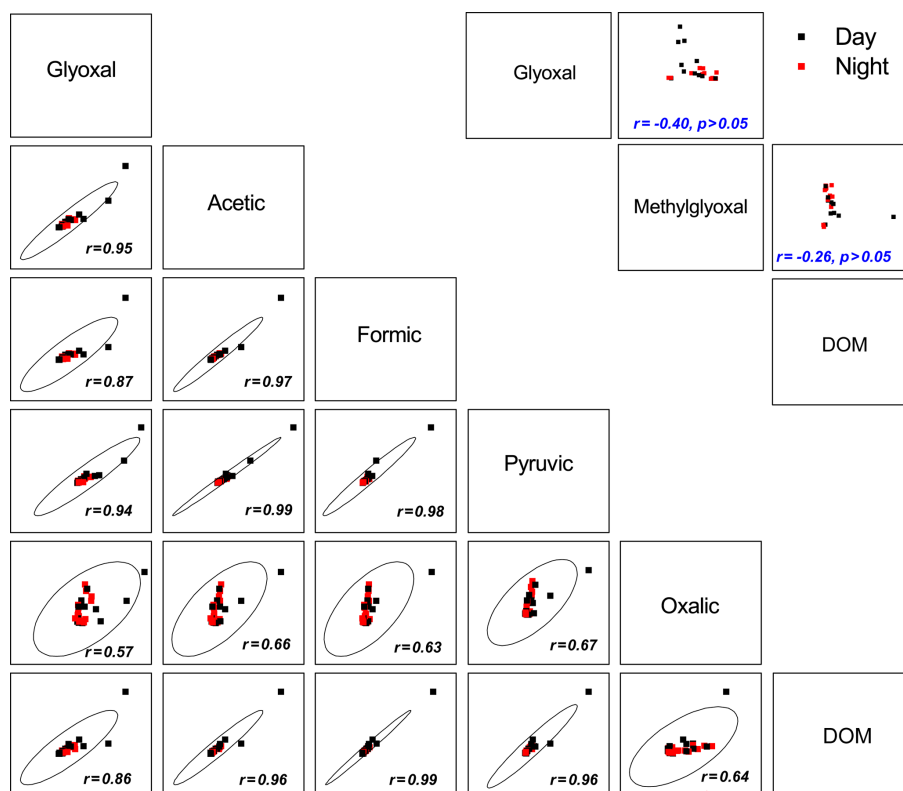 Glyoxal
Glyoxal
r= -0.40, p>0.05
Day
Night
r=0.95
Acetic
Methylglyoxal
r= -0.26, p>0.05
r=0.87
r=0.97
Formic
DOM
r=0.94
r=0.99
r=0.98
Pyruvic
r=0.57
r=0.66
r=0.63
r=0.67
Oxalic
r=0.86
r=0.96
r=0.99
r=0.96
r=0.64
DOM